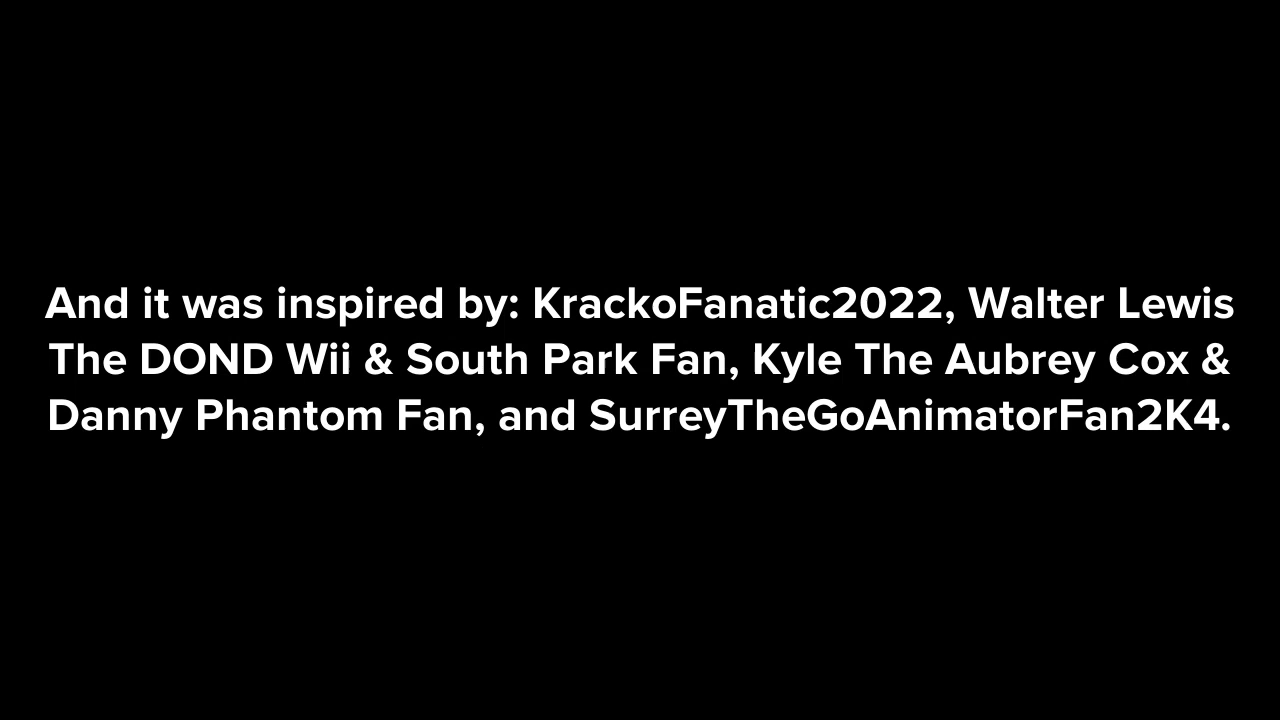 And it was inspired by: KrackoFanatic2022, Walter Lewis
The DOND Wii & South Park Fan, Kyle The Aubrey Cox &
Danny Phantom Fan, and SurreyTheGoAnimatorFan2K4.